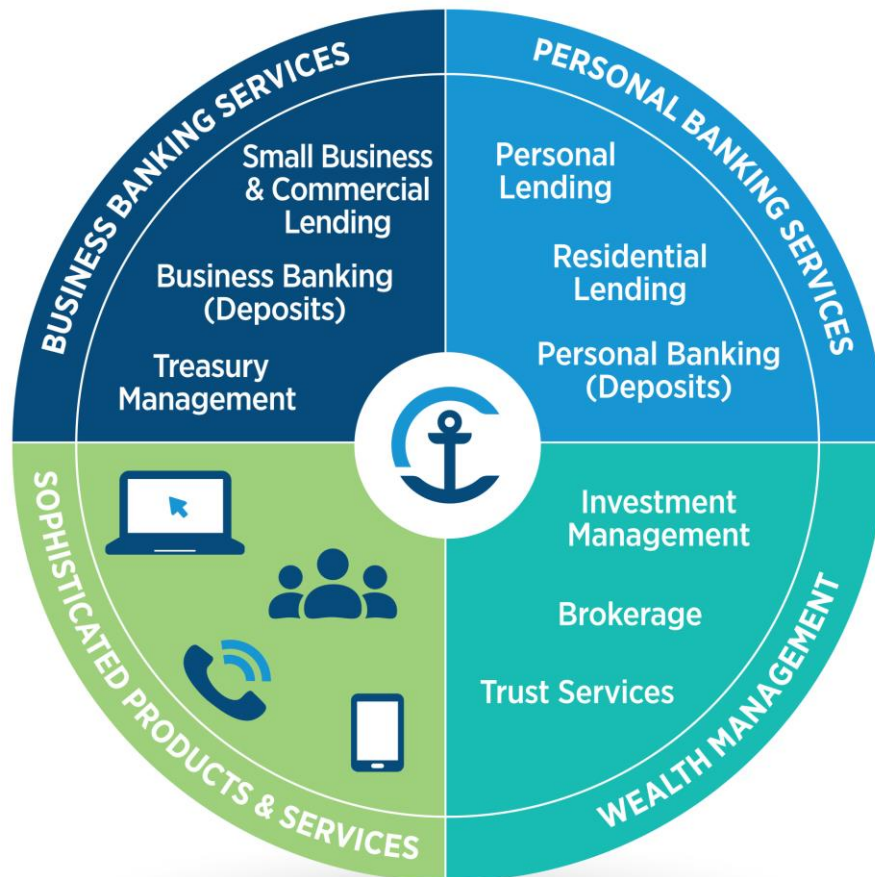 BUSINESS BANKING SERVICES
Small Business
& Commercial
Lending
Business Banking
(Deposits)
Treasury
Management
PERSONAL BANKING SERVICES
Personal
Lending
Residential
Lending
Personal Banking
(Deposits)
SOPHISTICATED PRODUCTS & SERVICES
WEALTH MANAGEMENT
Investment
Management
Brokerage
Trust Services